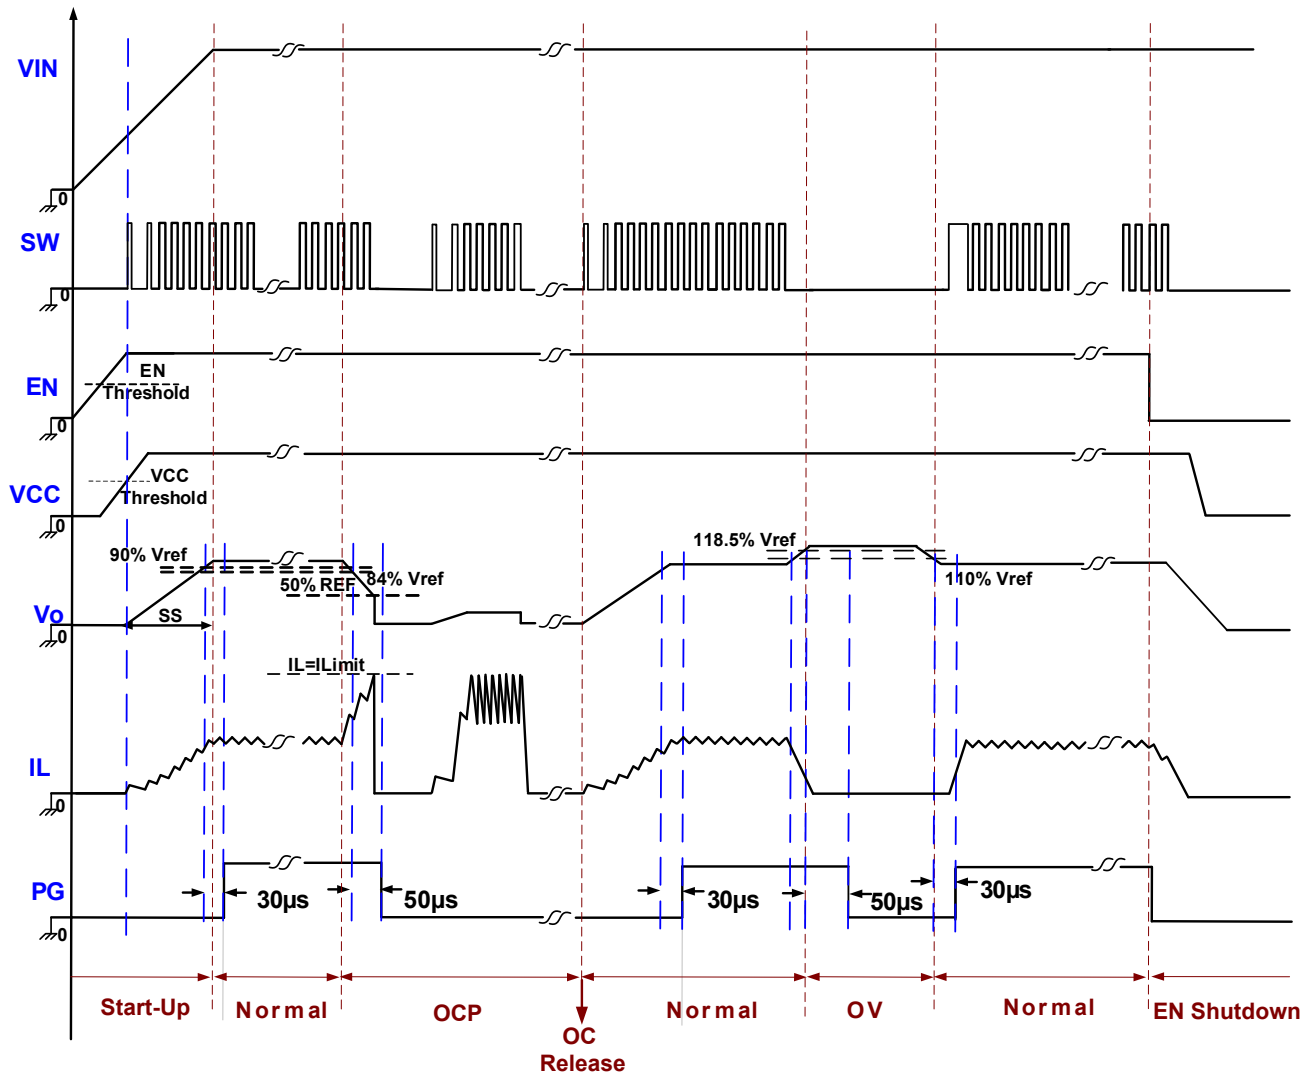 VIN
0
SW
0
EN
Threshold
EN
0
VCC
Threshold
VCC
0
90% Vref
50% REF
84% Vref
118.5% Vref
110% Vref
Vo
SS
0
IL=ILimit
IL
0
PG
30µs
50µs
30µs
50µs
30µs
0
Start-Up
Normal
OCP
Normal
OV
Normal
EN Shutdown
OC
Release